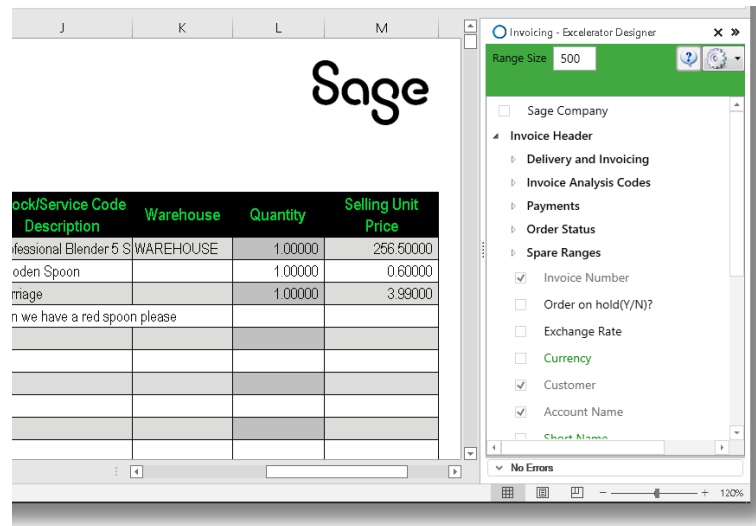 J K L M
Invoicing - Excelerator Designer
Range Size 500
Sage
Sage Company
Invoice Header
Delivery and Invoicing
Invoice Analysis Codes
Payments
Order Status
Spare Ranges
Invoice Number
Order on hold(Y/N)?
Exchange Rate
Currency
Customer
Account Name
Short Name
No Errors
ock/Service Code Description Warehouse Quantity Selling Unit Price
ofessional Blender 5 S WAREHOUSE 1.00000 256.50000
oden Spoon 1.00000 0.60000
rriage 1.00000 3.99000
n we have a red spoon please
120%